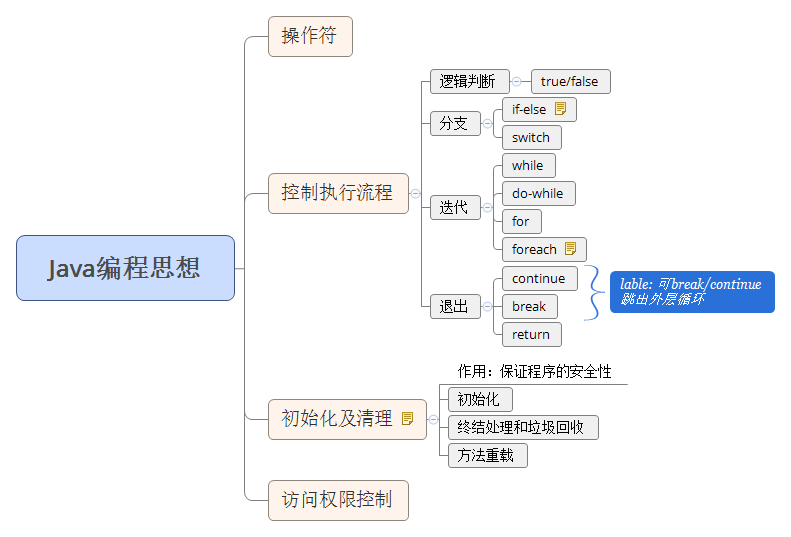 操作符
逻辑判断
true/false
分支
if-else
switch
控制执行流程
迭代
while
do-while
for
foreach
Java编程思想
退出
continue
break
return
lable: 可break/continue
跳出外层循环
初始化及清理
作用：保证程序的安全性
初始化
终结处理和垃圾回收
方法重载
访问权限控制